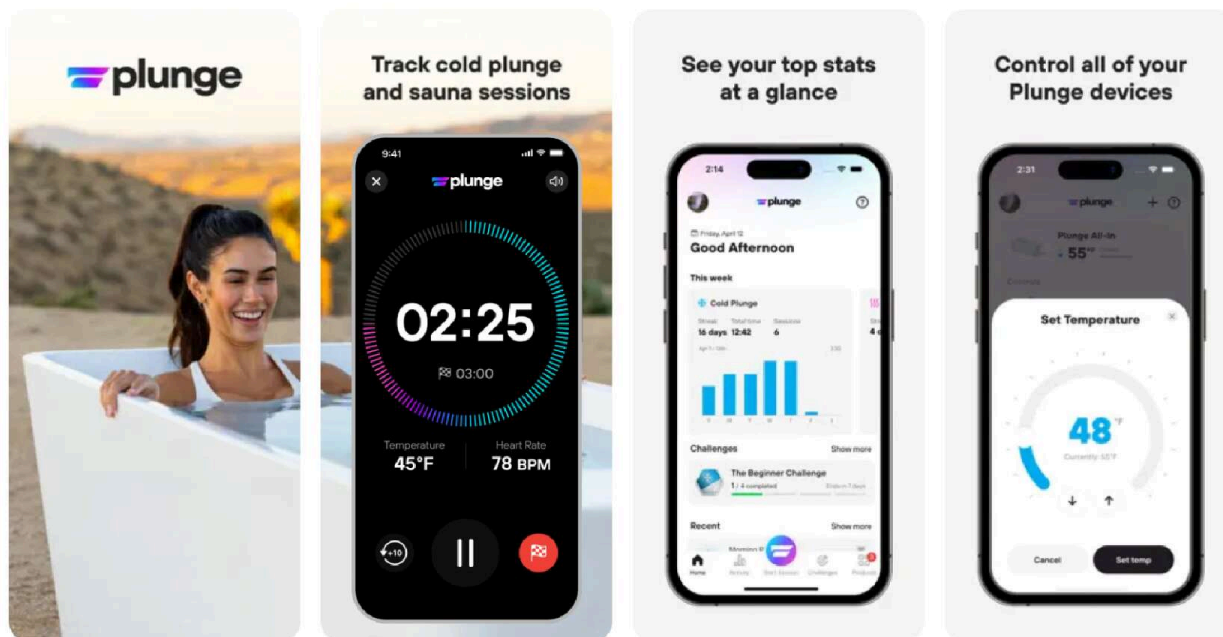 plunge
Track cold plunge
and sauna sessions
9:41
plunge
02:25
03:00
Temperature
45°F
Heart Rate
78 BPM
+10
See your top stats
at a glance
2:14
plunge
Friday, April 12
Good Afternoon
This week
Cold Plunge
Streak Total time Sessions
16 days 12:42 6
Challenges Show more
The Beginner Challenge
1 / 4 completed
Recent Show more
Home Activity Challenges Products
3
Control all of your
Plunge devices
2:31
plunge
Plunge All-In
55°F
Set Temperature
48°F
Cancel Set temp